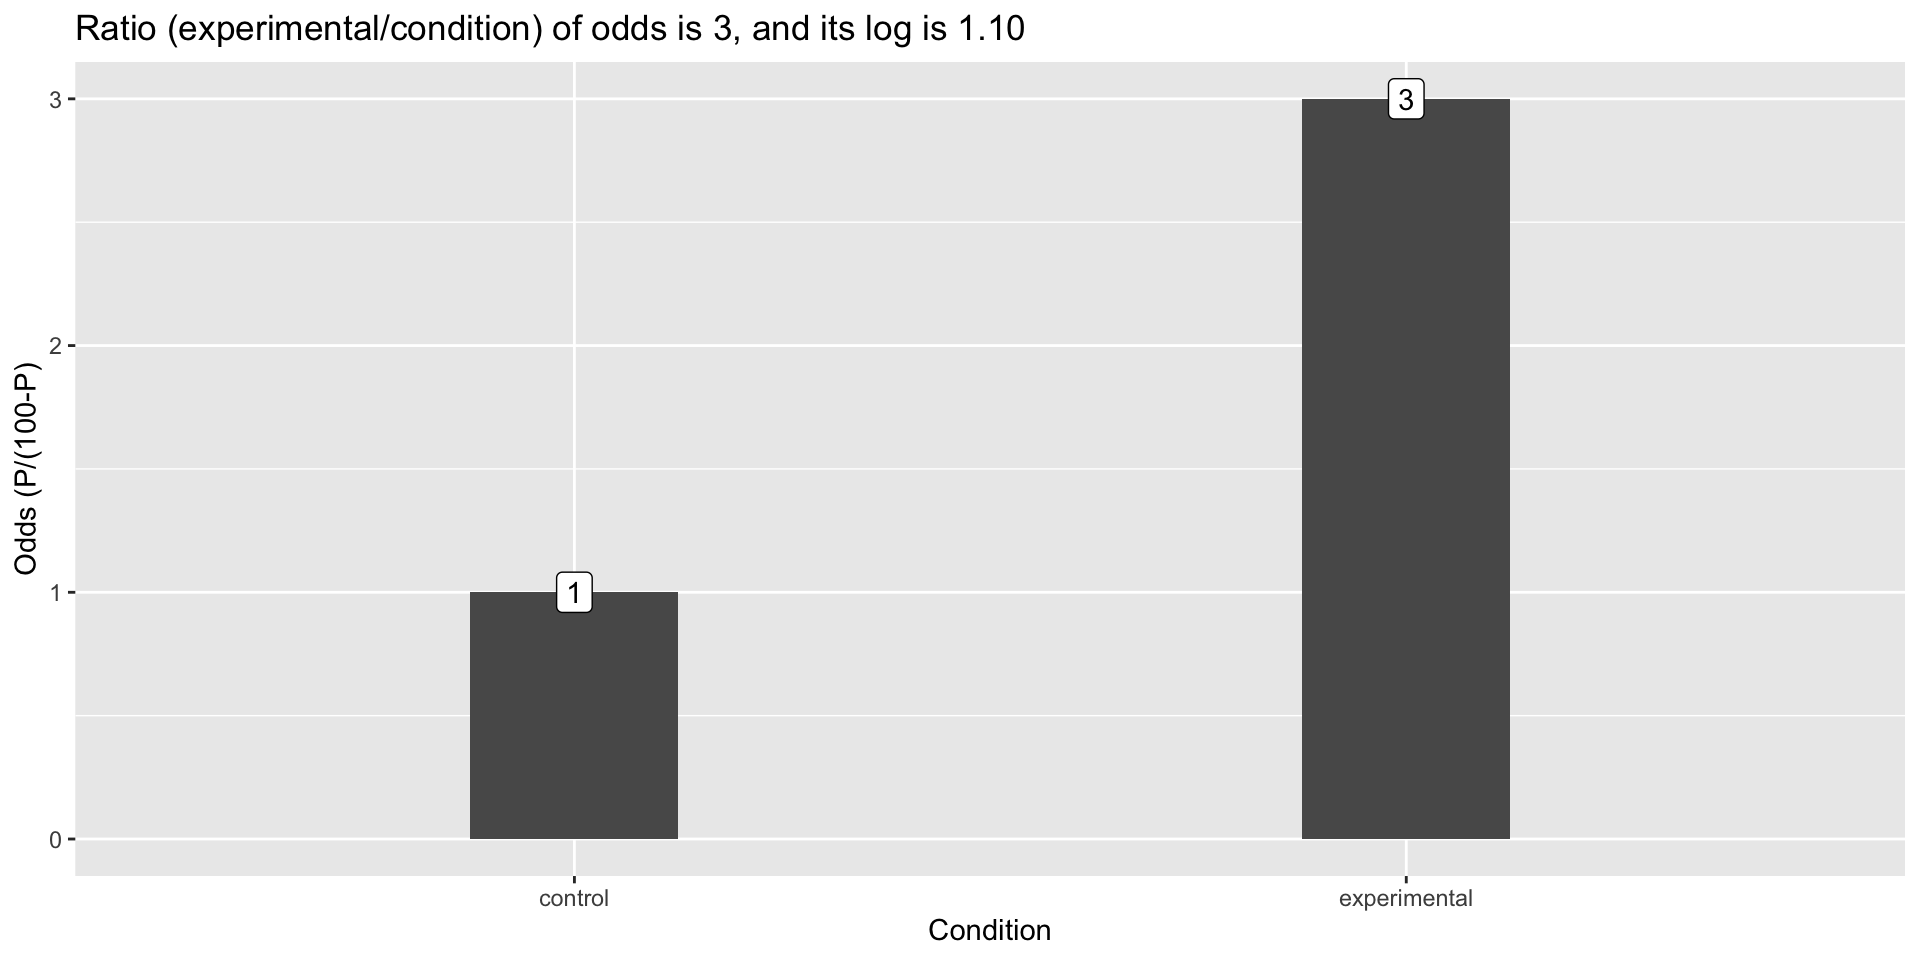 Ratio (experimental/condition) of odds is 3, and its log is 1.10
Odds (P/(100-P)
3
2
1
0
1
3
control
experimental
Condition